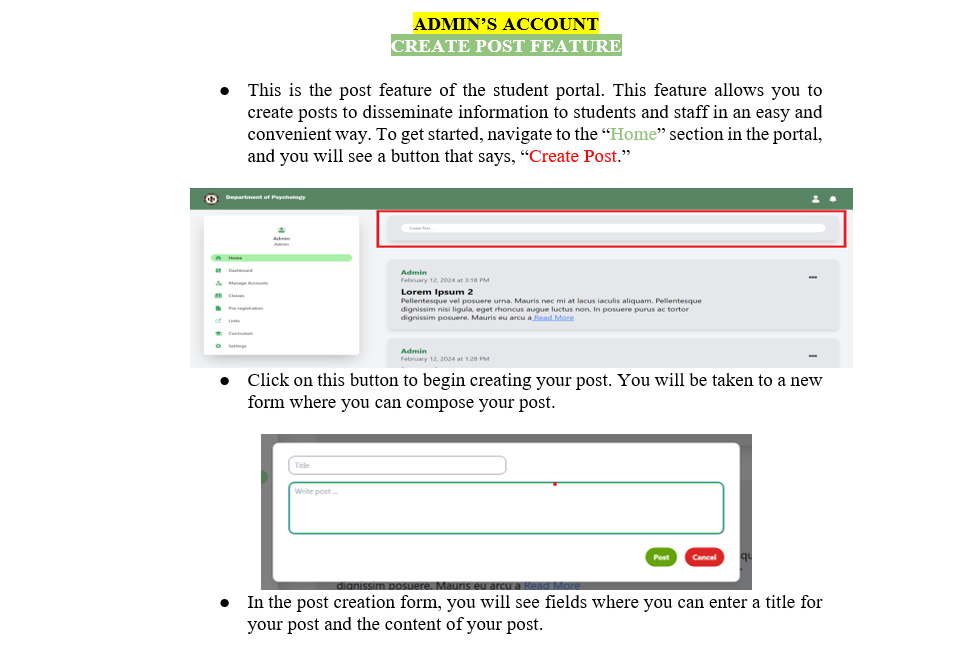 ADMIN'S ACCOUNT
CREATE POST FEATURE
● This is the post feature of the student portal. This feature allows you to
create posts to disseminate information to students and staff in an easy and
convenient way. To get started, navigate to the “Home” section in the portal,
and you will see a button that says, “Create Post.”
Department of Psychology
Admin
Admin
Home
Dashboard
Manage Accounts
Classes
Pre-registration
Links
Curriculum
Settings
Create Post ...
Admin
February 12, 2024 at 3:18 PM
Lorem Ipsum 2
Pellentesque vel posuere urna. Mauris nec mi at lacus iaculis aliquam. Pellentesque
dignissim nisi ligula, eget rhoncus augue luctus non. In posuere purus ac tortor
dignissim posuere. Mauris eu arcu a Read More
Admin
February 12, 2024 at 1:28 PM
● Click on this button to begin creating your post. You will be taken to a new
form where you can compose your post.
Title
Write post ...
Post Cancel
qu
dignissim posuere. Mauris eu arcu a Read More
● In the post creation form, you will see fields where you can enter a title for
your post and the content of your post.